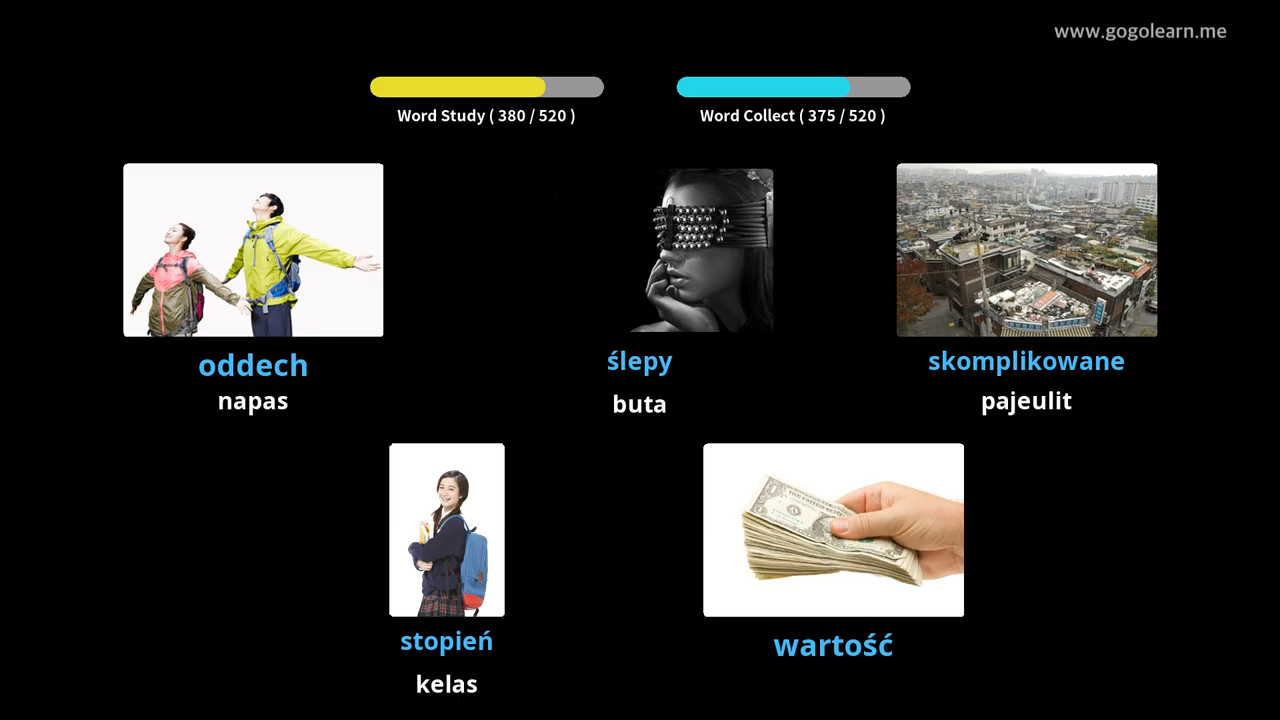 www.gogolearn.me
Word Study ( 380 / 520 )
Word Collect ( 375 / 520 )
oddech
napas
ślepy
buta
skomplikowane
pajeulit
stopień
kelas
wartość